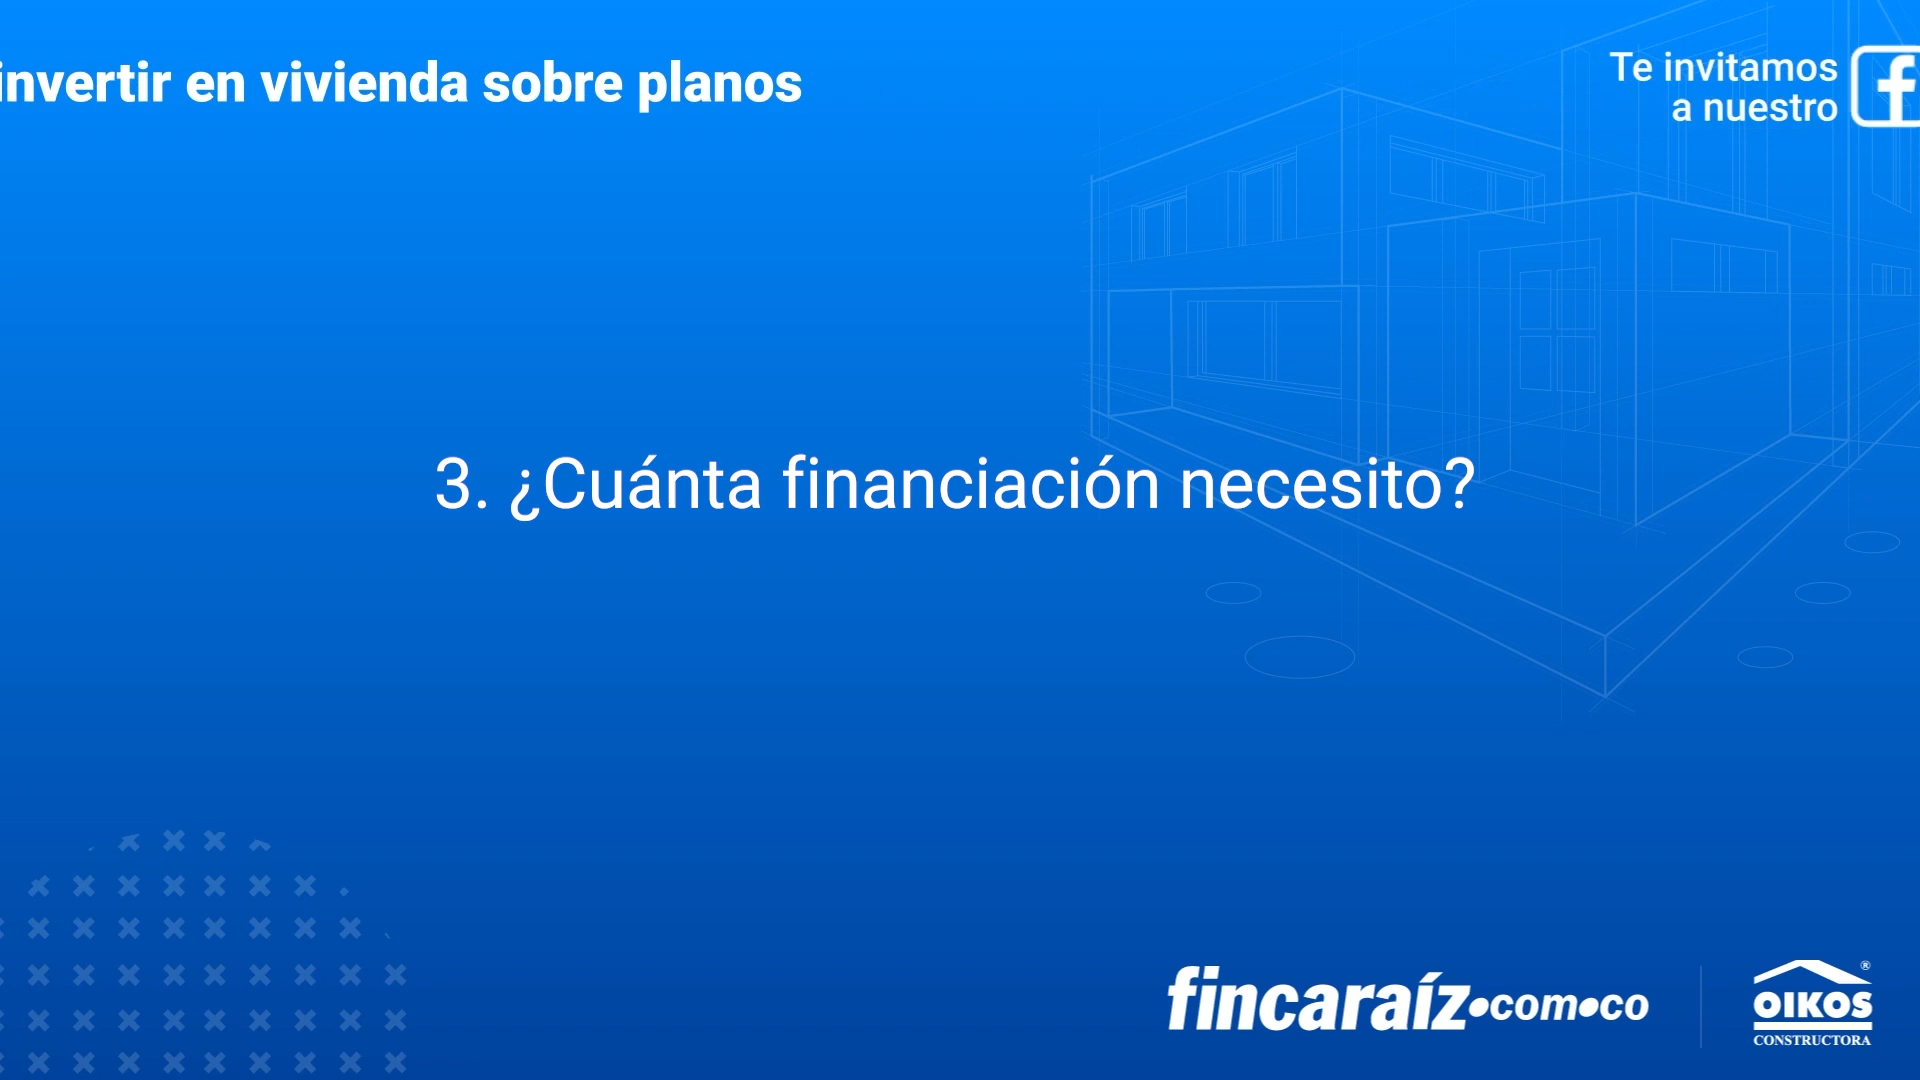 invertir en vivienda sobre planos
Te invitamos
a nuestro
3. ¿Cuánta financiación necesito?
fincaraíz•com•co
OIKOS®
CONSTRUCTORA